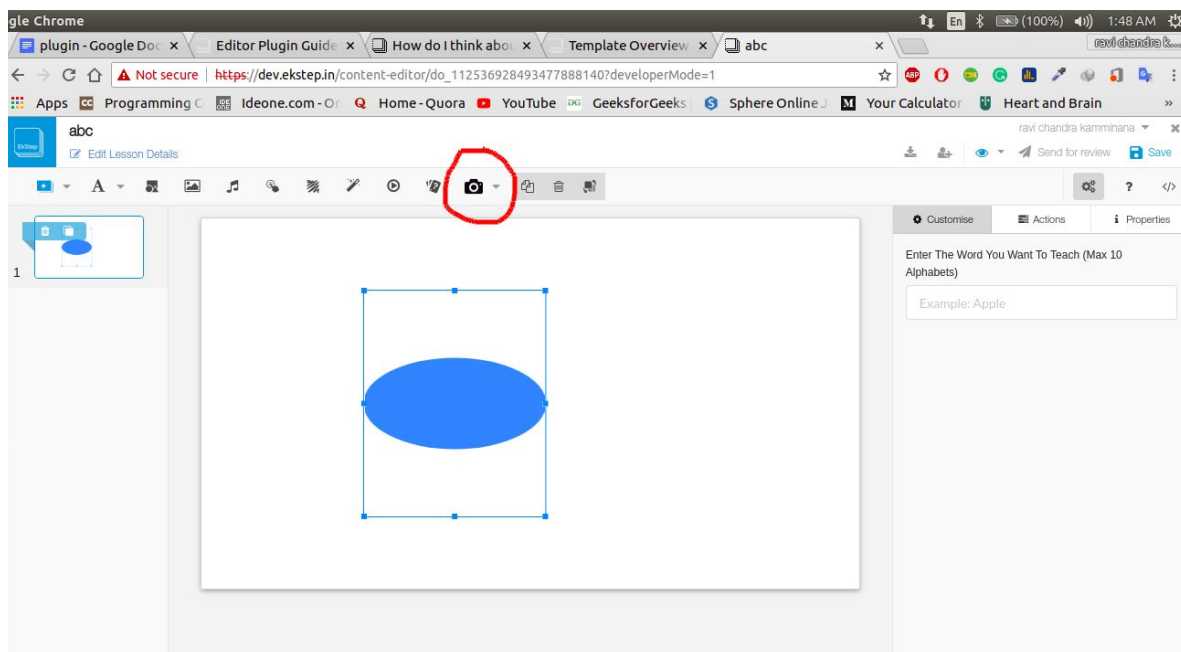 gle Chrome
En
(100%)
1:48 AM
plugin - Google Doc
Editor Plugin Guide
How do I think abou
Template Overview
abc
ravi chandra k...
Not secure
https://dev.ekstep.in/content-editor/do_112536928493477888140?developerMode=1
ABP
Apps
CC
Programming C
Ideone.com - Or
Q
Home - Quora
YouTube
GeeksforGeeks
Sphere Online J
M
Your Calculator
Heart and Brain
»
EkStep
abc
ravi chandra kamminana
Edit Lesson Details
Send for review
Save
A
?
</>
Customise
Actions
i Properties
1
Enter The Word You Want To Teach (Max 10
Alphabets)
Example: Apple